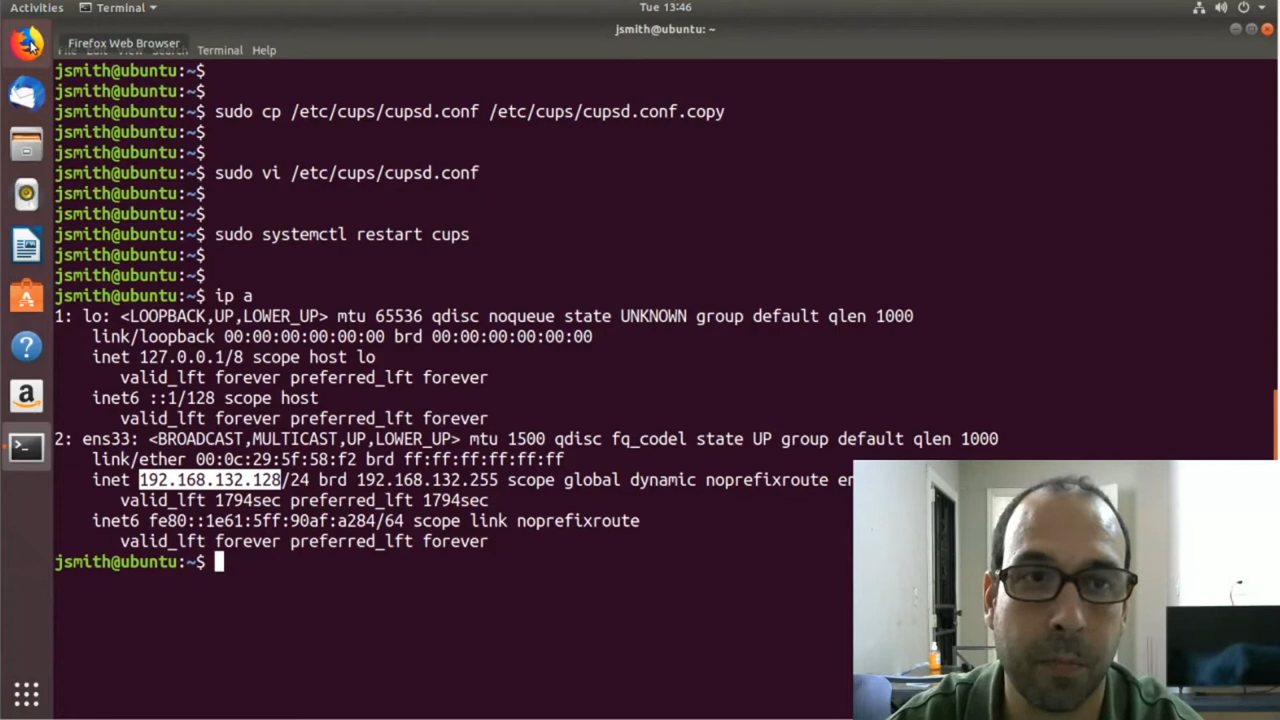 Activities Terminal Tue 13:46
jsmith@ubuntu: ~
Firefox Web Browser
Terminal Help
jsmith@ubuntu:~$
jsmith@ubuntu:~$
jsmith@ubuntu:~$ sudo cp /etc/cups/cupsd.conf /etc/cups/cupsd.conf.copy
jsmith@ubuntu:~$
jsmith@ubuntu:~$
jsmith@ubuntu:~$ sudo vi /etc/cups/cupsd.conf
jsmith@ubuntu:~$
jsmith@ubuntu:~$
jsmith@ubuntu:~$ sudo systemctl restart cups
jsmith@ubuntu:~$
jsmith@ubuntu:~$
jsmith@ubuntu:~$ ip a
1: lo: <LOOPBACK,UP,LOWER_UP> mtu 65536 qdisc noqueue state UNKNOWN group default qlen 1000
link/loopback 00:00:00:00:00:00 brd 00:00:00:00:00:00
inet 127.0.0.1/8 scope host lo
valid_lft forever preferred_lft forever
inet6 ::1/128 scope host
valid_lft forever preferred_lft forever
2: ens33: <BROADCAST,MULTICAST,UP,LOWER_UP> mtu 1500 qdisc fq_codel state UP group default qlen 1000
link/ether 00:0c:29:5f:58:f2 brd ff:ff:ff:ff:ff:ff
inet 192.168.132.128/24 brd 192.168.132.255 scope global dynamic noprefixroute
valid_lft 1794sec preferred_lft 1794sec
inet6 fe80::1e61:5ff:90af:a284/64 scope link noprefixroute
valid_lft forever preferred_lft forever
jsmith@ubuntu:~$